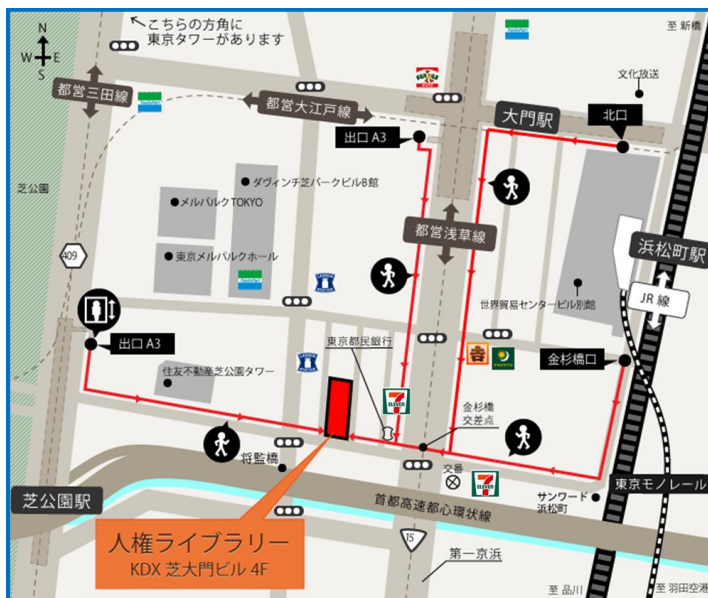 N
W E
S
こちらの方角に
東京タワーがあります
至 新橋
都営三田線
都営大江戸線
文化放送
大門駅
北口
出口 A3
芝公園
ダヴィンチ芝パークビルB館
メルパルクTOKYO
都営浅草線
浜松町駅
409
東京メルパルクホール
JR 線
世界貿易センタービル別館
出口 A3
東京都民銀行
金杉橋口
住友不動産芝公園タワー
7
ELEVEN
金杉橋
交差点
将監橋
交番
7
ELEVEN
東京モノレール
芝公園駅
首都高速都心環状線
サンワード
浜松町
人権ライブラリー
KDX 芝大門ビル 4F
15
第一京浜
至 品川
至 羽田空港